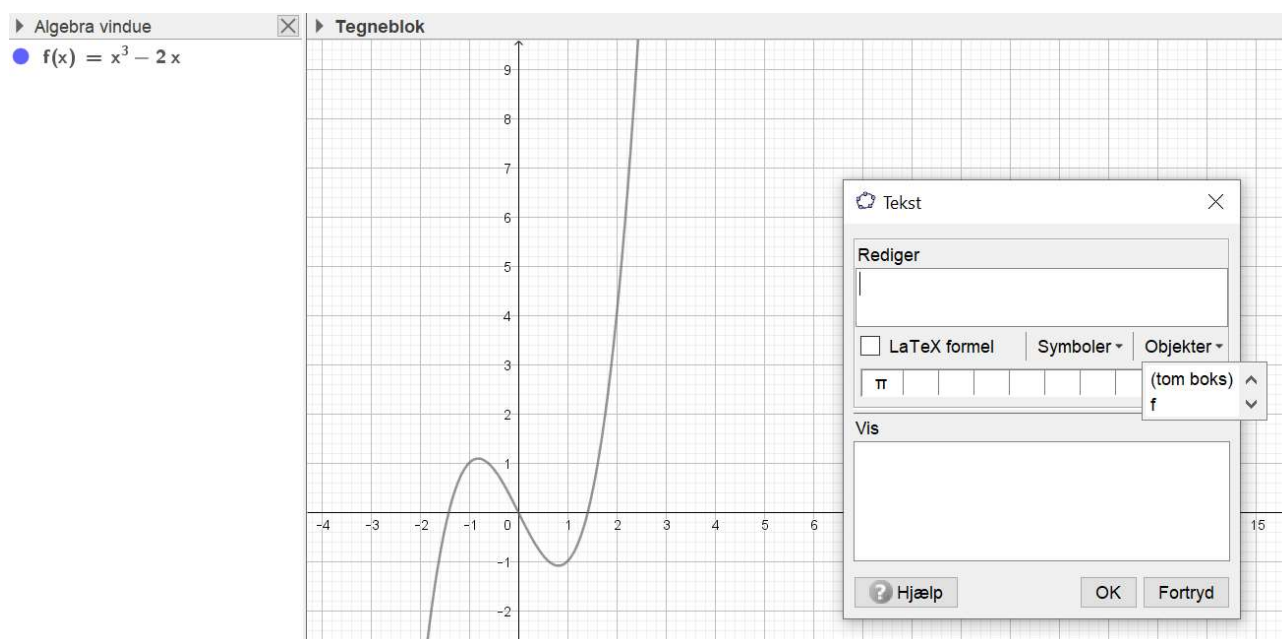 Algebra vindue
f(x) = x³ − 2 x
Tegneblok
9
8
7
6
5
4
3
2
1
-4 -3 -2 -1 0 1 2 3 4 5 6 15
-1
-2
Tekst
Rediger
LaTeX formel Symboler Objekter
π
(tom boks)
f
Vis
? Hjælp OK Fortryd